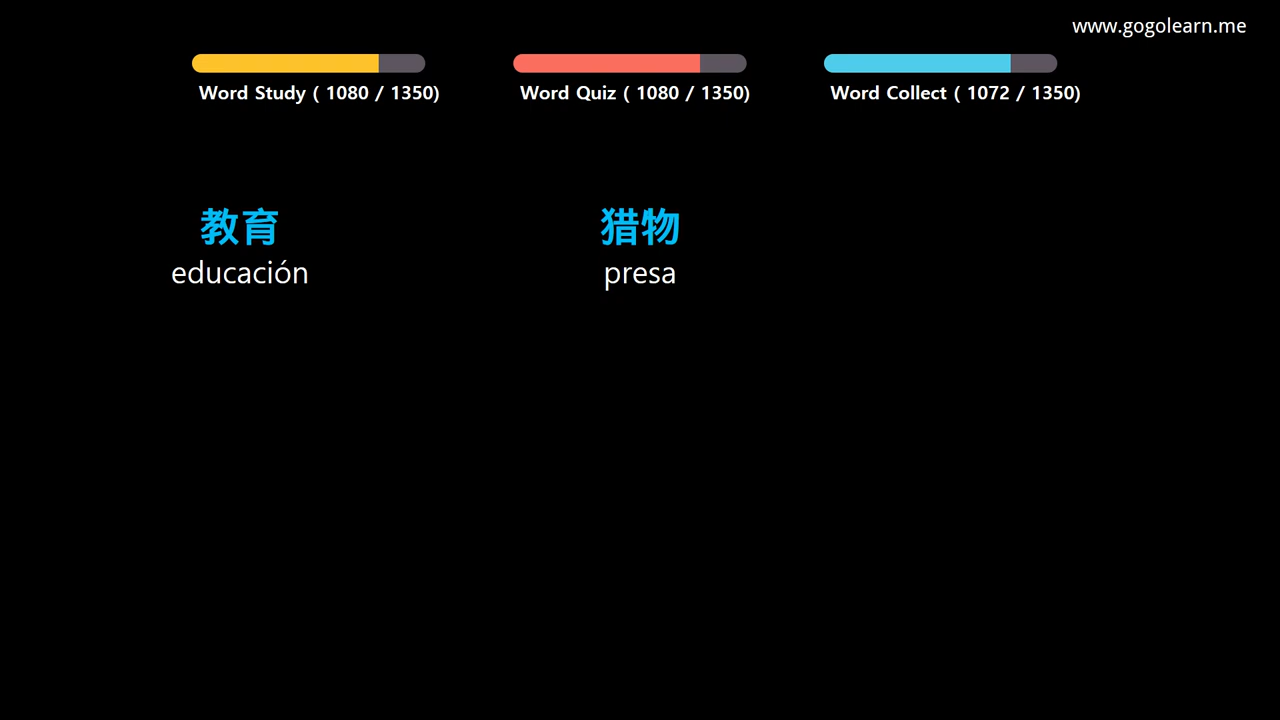 www.gogolearn.me
Word Study ( 1080 / 1350)
Word Quiz ( 1080 / 1350)
Word Collect ( 1072 / 1350)
教育
educación
猎物
presa